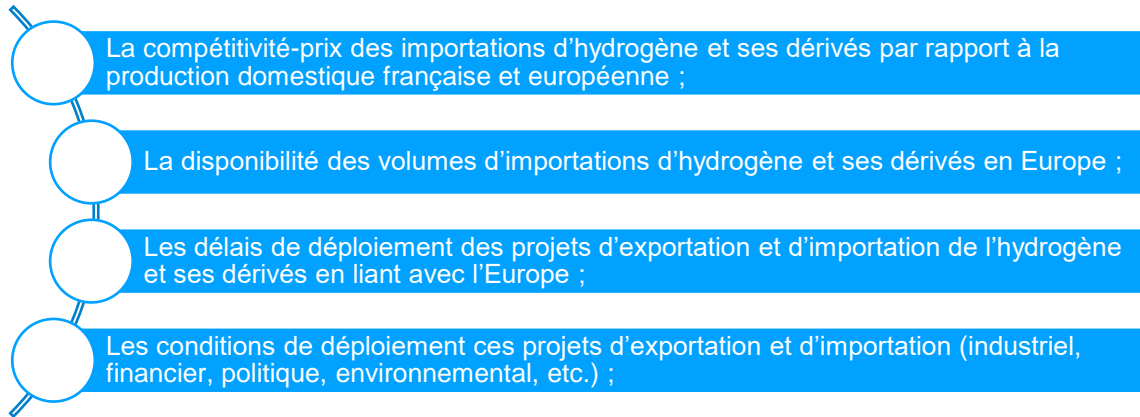 La compétitivité-prix des importations d’hydrogène et ses dérivés par rapport à la
production domestique française et européenne ;
La disponibilité des volumes d’importations d’hydrogène et ses dérivés en Europe ;
Les délais de déploiement des projets d’exportation et d’importation de l’hydrogène
et ses dérivés en liant avec l’Europe ;
Les conditions de déploiement ces projets d’exportation et d’importation (industriel,
financier, politique, environnemental, etc.) ;